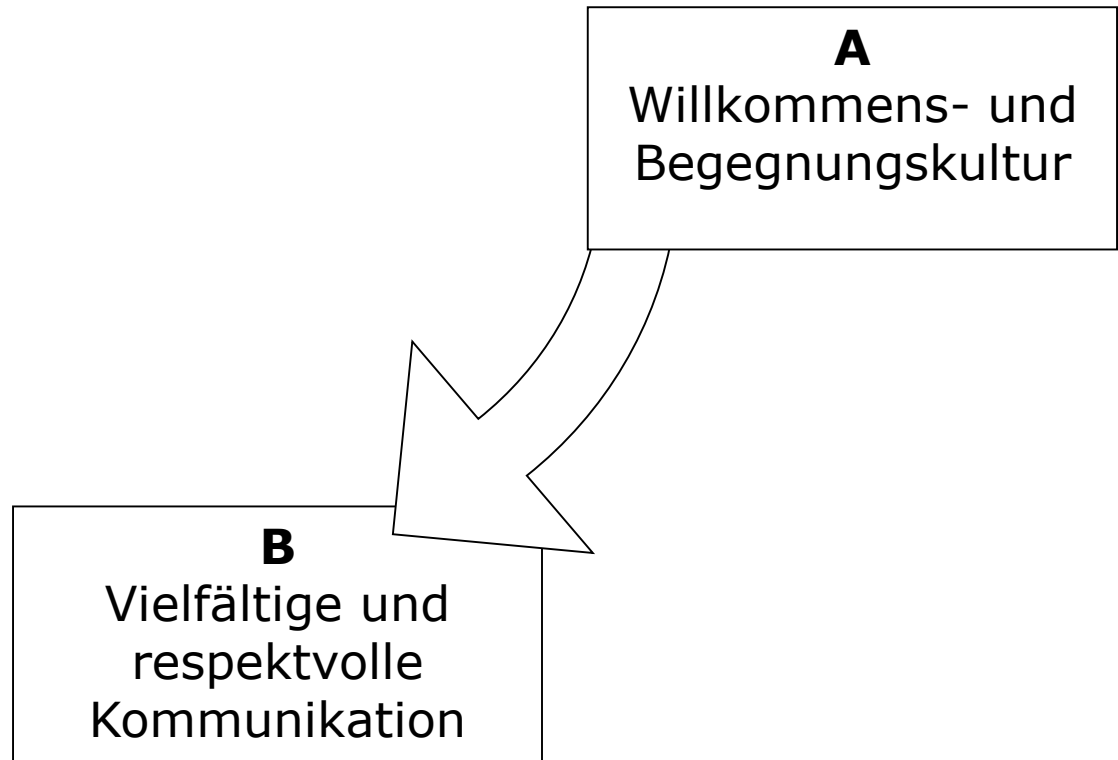 A
Willkommens- und
Begegnungskultur
B
Vielfältige und
respektvolle
Kommunikation